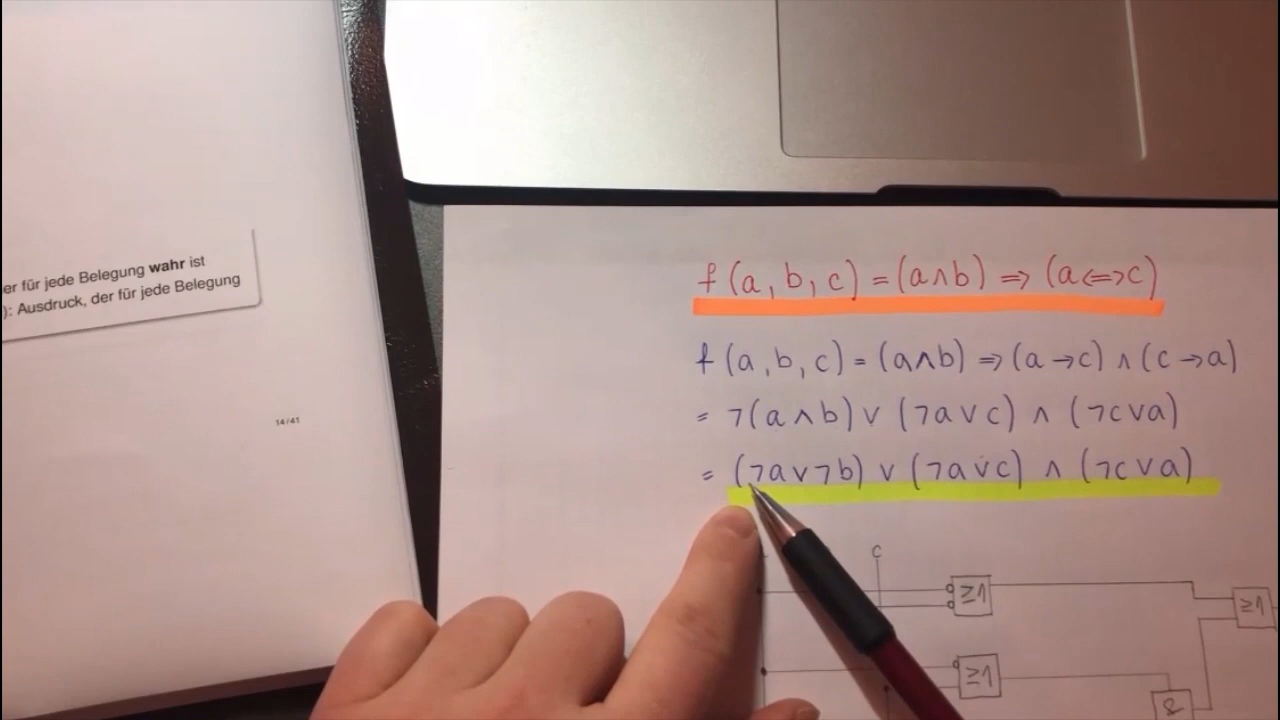 er für jede Belegung wahr ist
): Ausdruck, der für jede Belegung
14/41
f(a,b,c) = (a∧b) ⇒ (a⇔c)
f(a,b,c) = (a∧b) ⇒ (a→c) ∧ (c→a)
= ¬(a∧b) ∨ (¬a∨c) ∧ (¬c∨a)
= (¬a∨¬b) ∨ (¬a∨c) ∧ (¬c∨a)
c
≥1
≥1
≥1
&